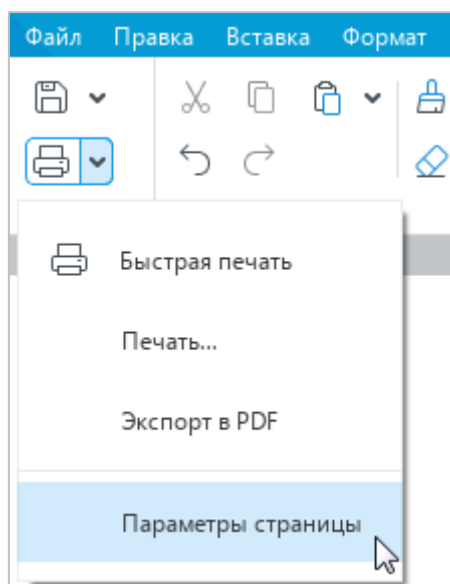 Файл Правка Вставка Формат
Быстрая печать
Печать...
Экспорт в PDF
Параметры страницы